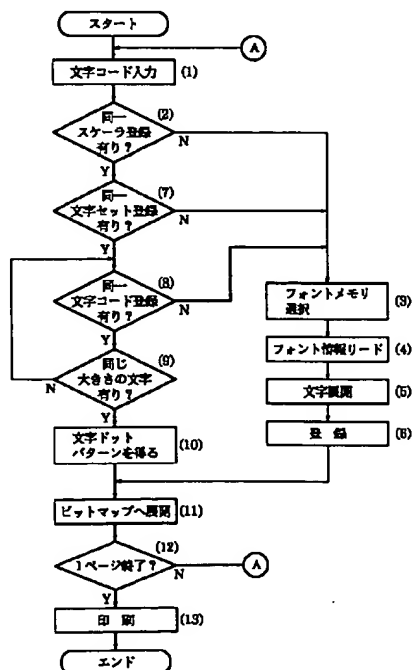 スタート
A
文字コード入力 (1)
(2)
同一
スケーラ登録
有り?
N
Y
(7)
同一
文字セット登録
有り?
N
Y
(8)
同一
文字コード登録
有り?
N
Y
フォントメモリ
選択
(3)
フォント情報リード (4)
文字展開 (5)
登録 (6)
(9)
同じ
大きさの文字
有り?
N
Y
文字ドット
パターンを得る
(10)
ビットマップへ展開 (11)
(12)
1ページ終了?
N
A
Y
印刷 (13)
エンド